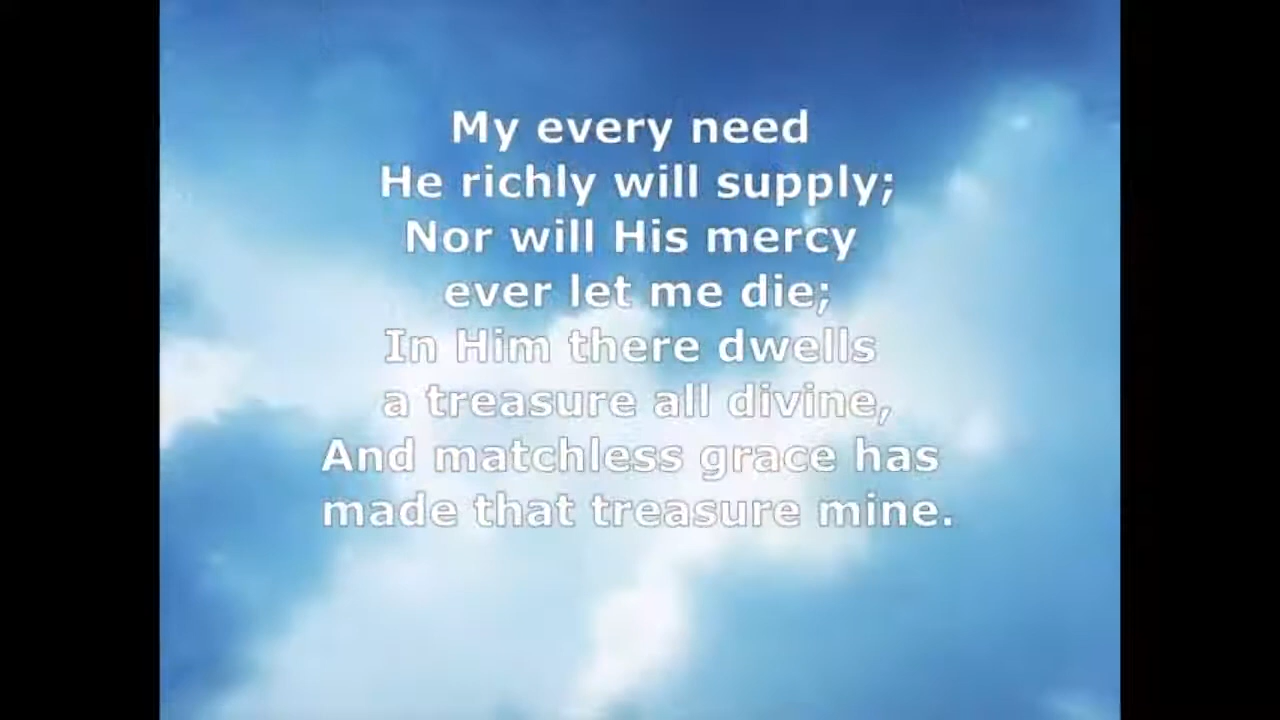 My every need
He richly will supply;
Nor will His mercy
ever let me die;
In Him there dwells
a treasure all divine,
And matchless grace has
made that treasure mine.